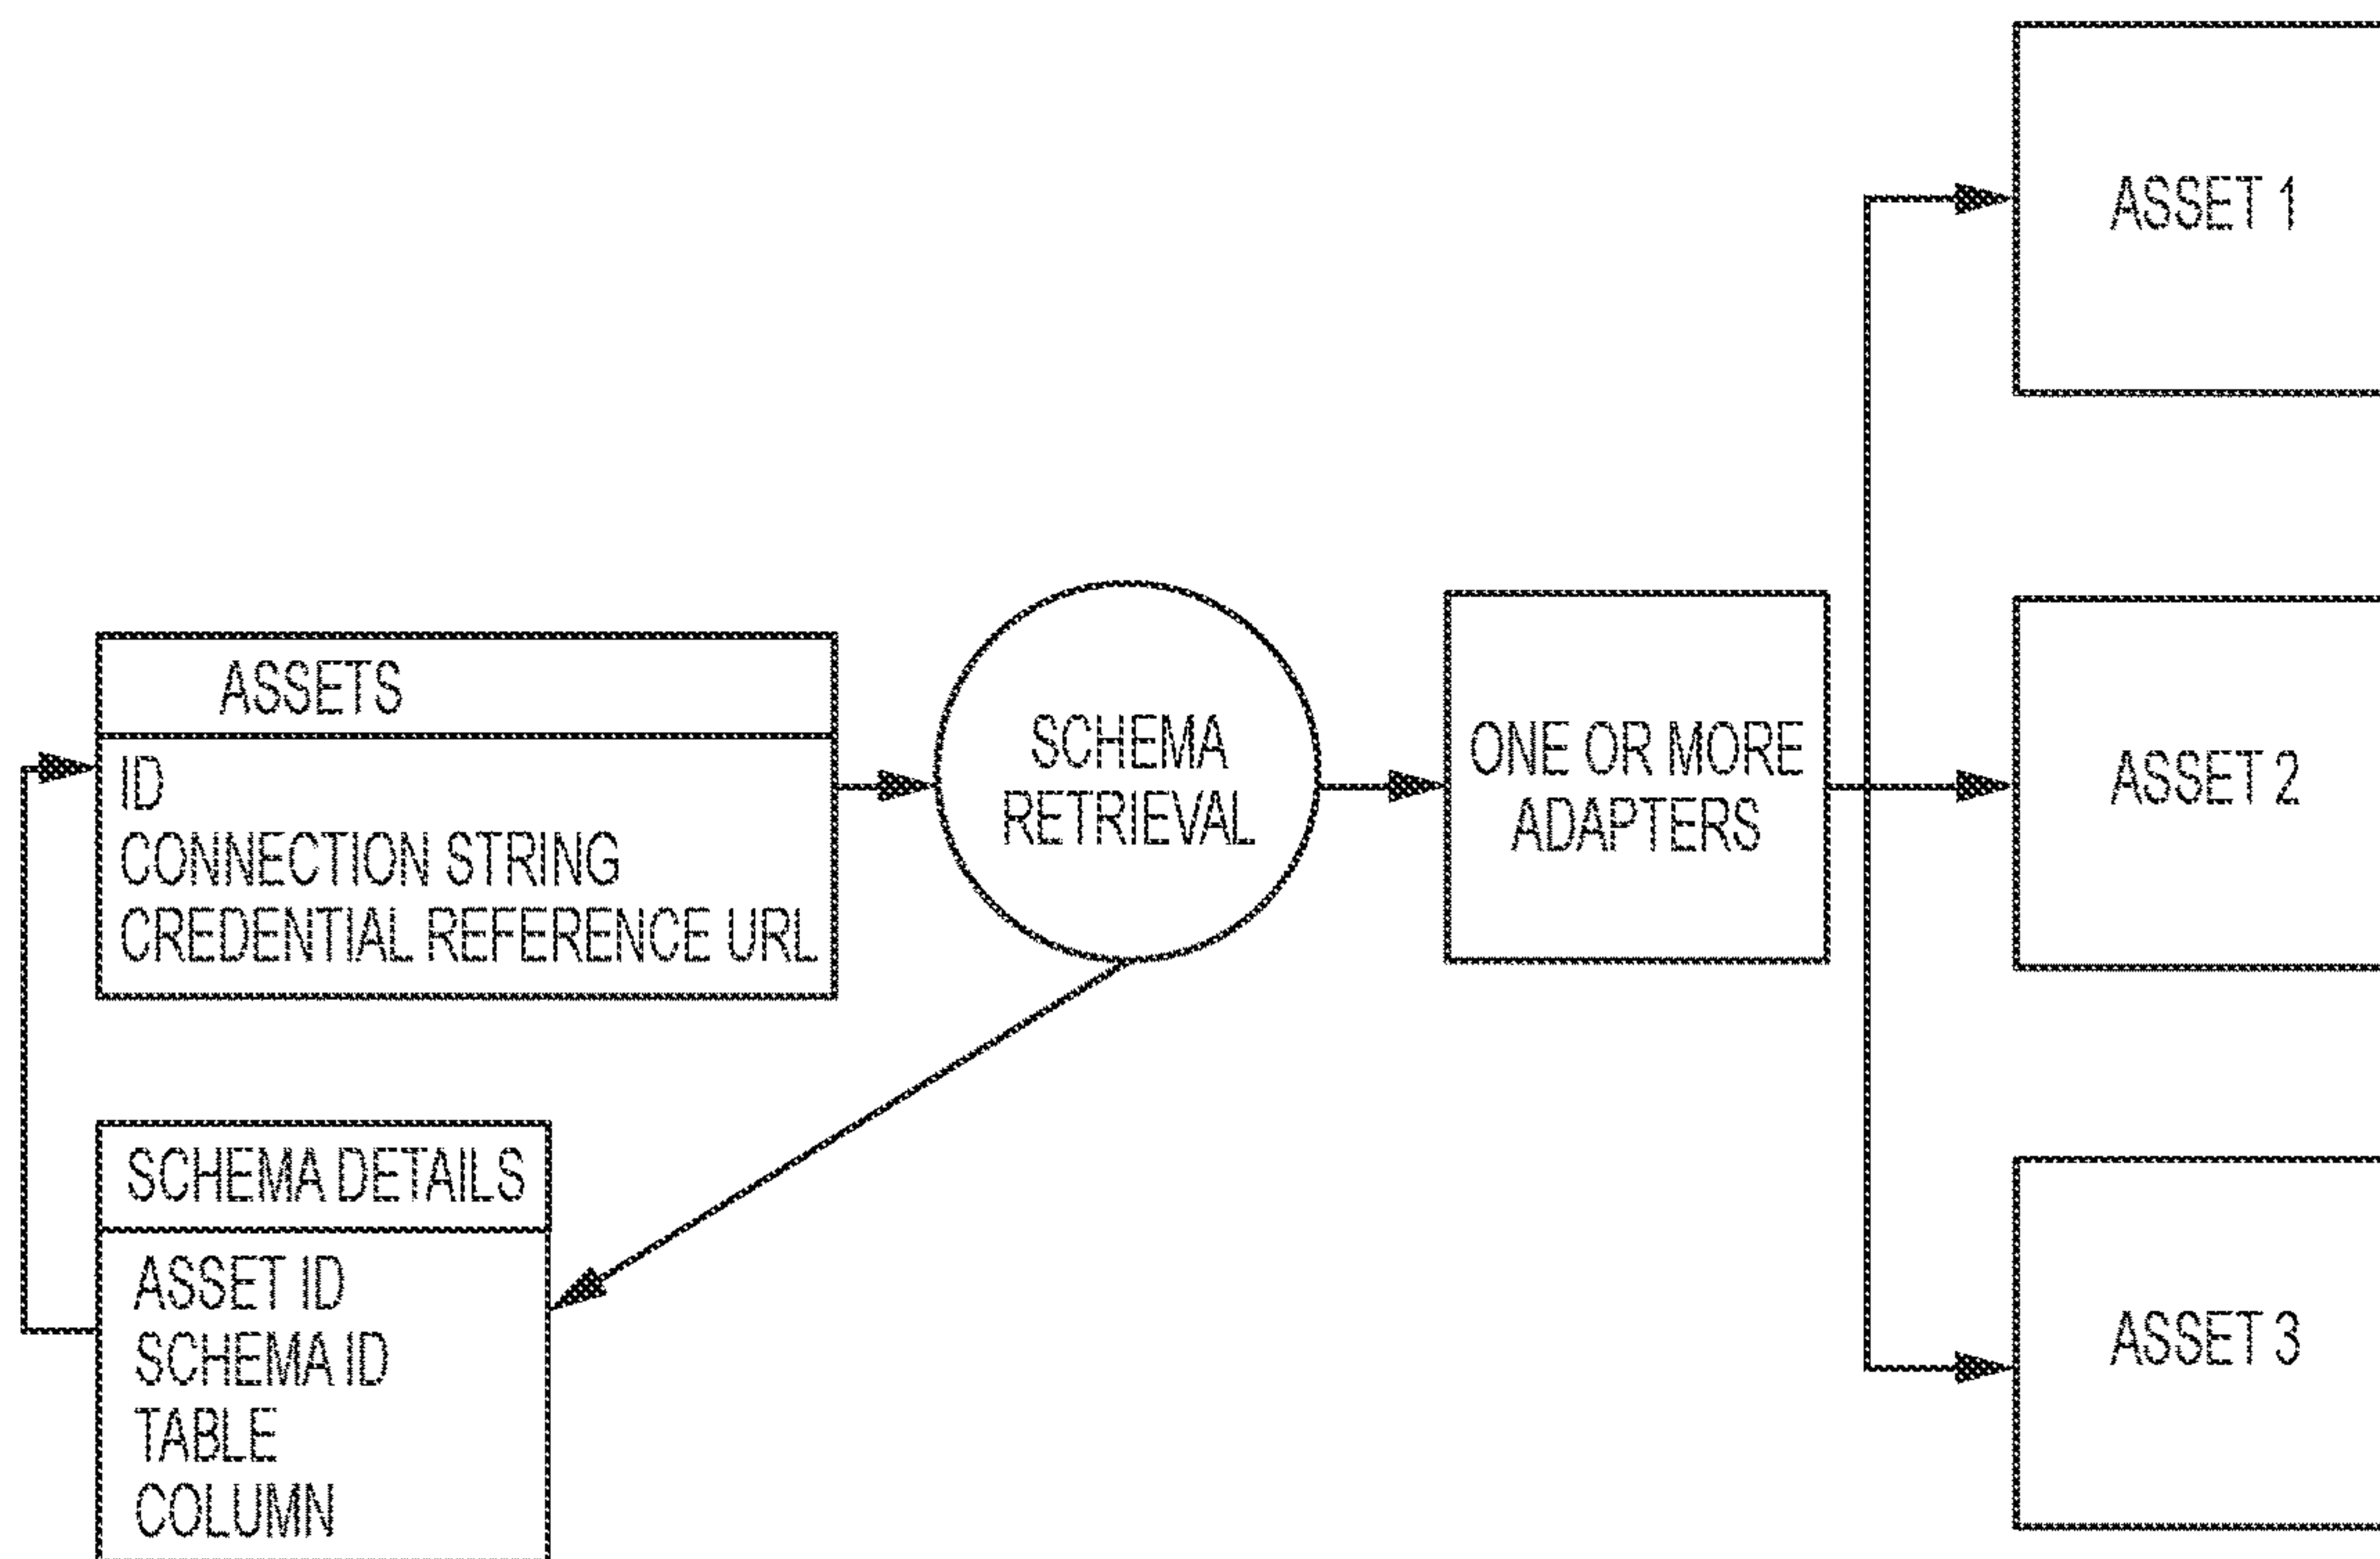 ASSETS
ID
CONNECTION STRING
CREDENTIAL REFERENCE URL
SCHEMA DETAILS
ASSET ID
SCHEMA ID
TABLE
COLUMN
SCHEMA
RETRIEVAL
ONE OR MORE
ADAPTERS
ASSET 1
ASSET 2
ASSET 3